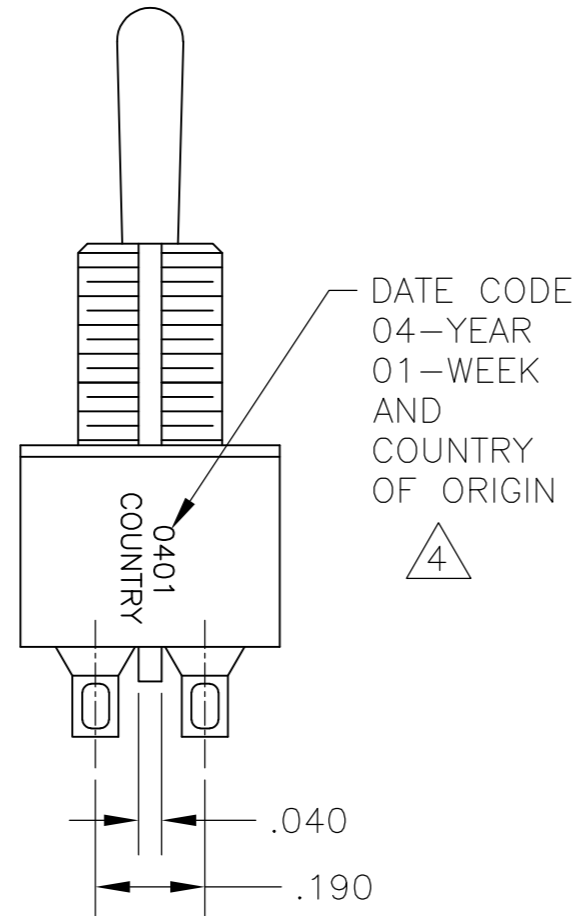 DATE CODE
04-YEAR
01-WEEK
AND
COUNTRY
OF ORIGIN
4
0401
COUNTRY
.040
.190